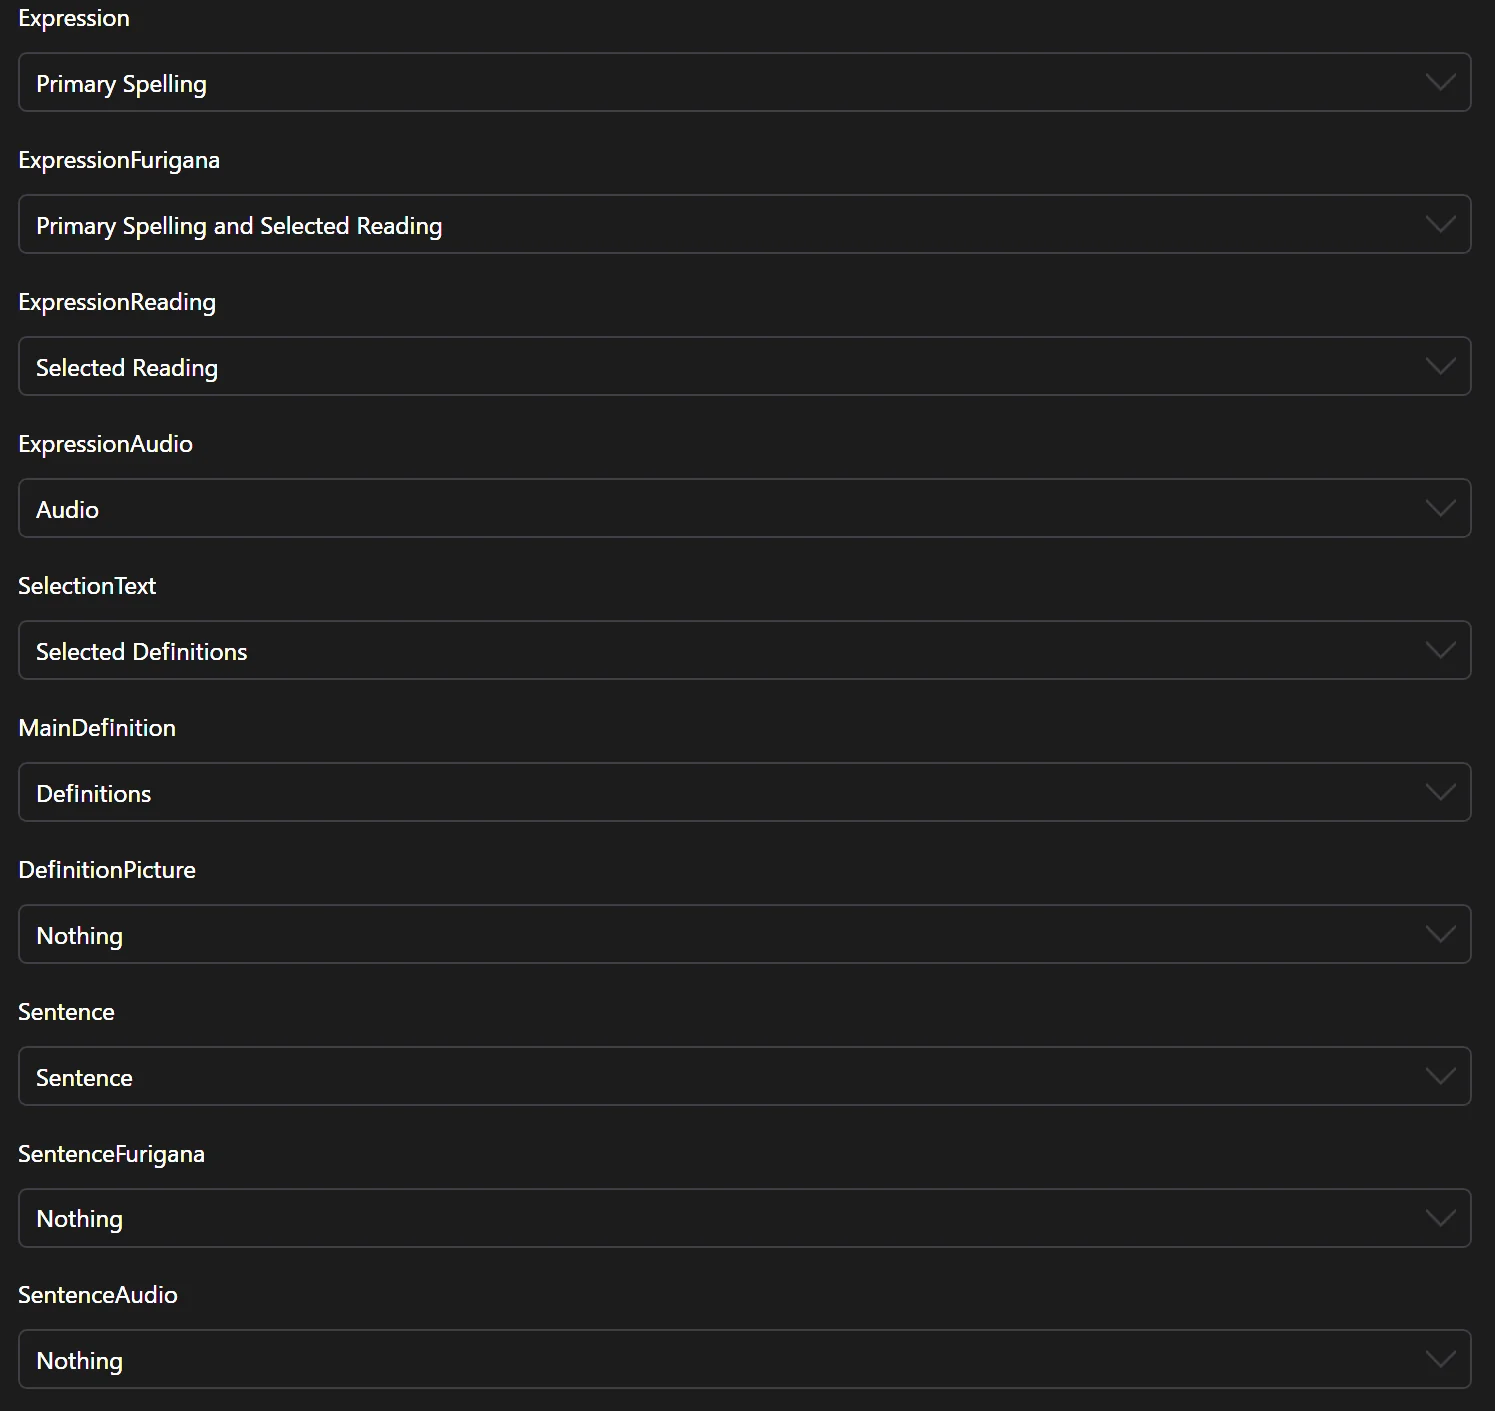 Expression
Primary Spelling
ExpressionFurigana
Primary Spelling and Selected Reading
ExpressionReading
Selected Reading
ExpressionAudio
Audio
SelectionText
Selected Definitions
MainDefinition
Definitions
DefinitionPicture
Nothing
Sentence
Sentence
SentenceFurigana
Nothing
SentenceAudio
Nothing